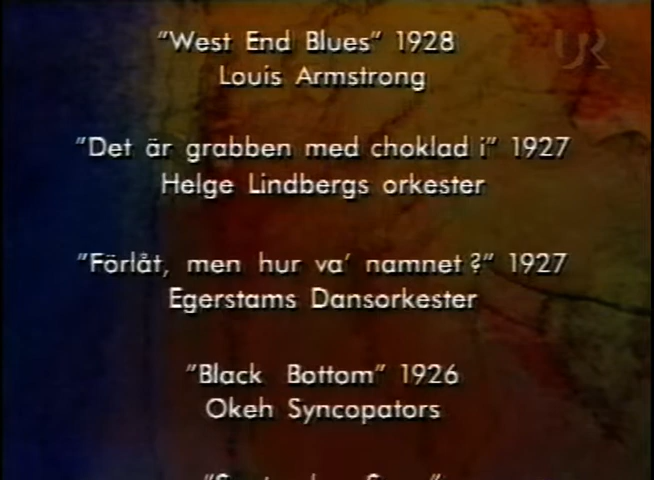 "West End Blues" 1928
UR
Louis Armstrong
"Det är grabben med choklad i" 1927
Helge Lindbergs orkester
"Förlåt, men hur va' namnet?" 1927
Egerstams Dansorkester
"Black Bottom" 1926
Okeh Syncopators